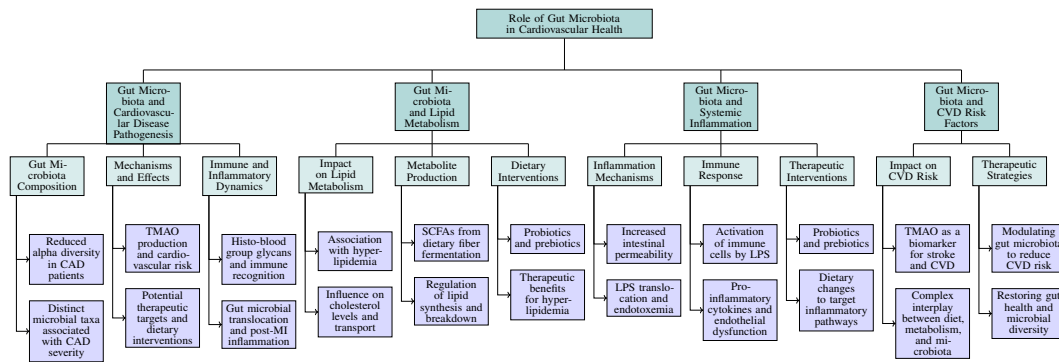 Role of Gut Microbiota
in Cardiovascular Health
Gut Micro-
biota and
Cardiovascu-
lar Disease
Pathogenesis
Gut Mi-
crobiota
and Lipid
Metabolism
Gut Micro-
biota and
Systemic
Inflammation
Gut Micro-
biota and
CVD Risk
Factors
Gut Mi-
crobiota
Composition
Mechanisms
and Effects
Immune and
Inflammatory
Dynamics
Impact
on Lipid
Metabolism
Metabolite
Production
Dietary
Interventions
Inflammation
Mechanisms
Immune
Response
Therapeutic
Interventions
Impact on
CVD Risk
Therapeutic
Strategies
Reduced
alpha diversity
in CAD
patients
TMAO
production
and cardio-
vascular risk
Histo-blood
group glycans
and immune
recognition
Association
with hyper-
lipidemia
SCFAs from
dietary fiber
fermentation
Probiotics
and prebiotics
Increased
intestinal
permeability
Activation of
immune
cells by LPS
Probiotics
and prebiotics
TMAO as a
biomarker
for stroke
and CVD
Modulating
gut microbiota
to reduce
CVD risk
Distinct
microbial taxa
associated
with CAD
severity
Potential
therapeutic
targets and
dietary
interventions
Gut microbial
translocation
and post-MI
inflammation
Influence on
cholesterol
levels and
transport
Regulation
of lipid
synthesis and
breakdown
Therapeutic
benefits
for hyper-
lipidemia
LPS translo-
cation and
endotoxemia
Pro-
inflammatory
cytokines and
endothelial
dysfunction
Dietary
changes
to target
inflammatory
pathways
Complex
interplay
between diet,
metabolism,
and mi-
crobiota
Restoring gut
health and
microbial
diversity